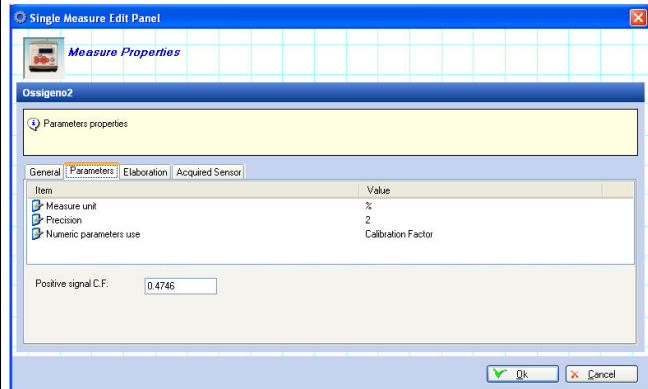 Single Measure Edit Panel
Measure Properties
Ossigeno2
Parameters properties
General Parameters Elaboration Acquired Sensor
Item Value
Measure unit %
Precision 2
Numeric parameters use Calibration Factor
Positive signal C.F. 0.4746
Ok Cancel